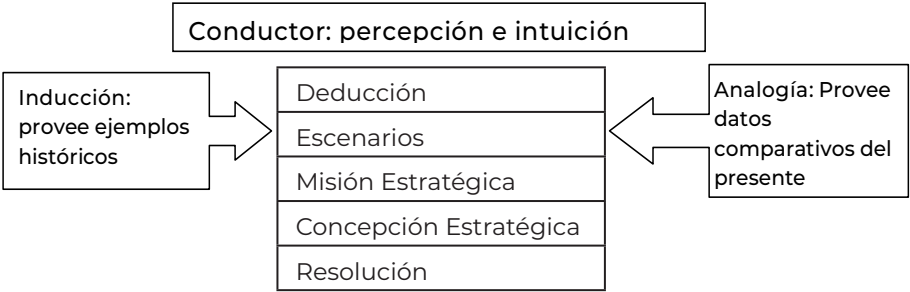 Conductor: percepción e intuición
Inducción:
provee ejemplos
históricos
Deducción
Escenarios
Misión Estratégica
Concepción Estratégica
Resolución
Analogía: Provee
datos
comparativos del
presente